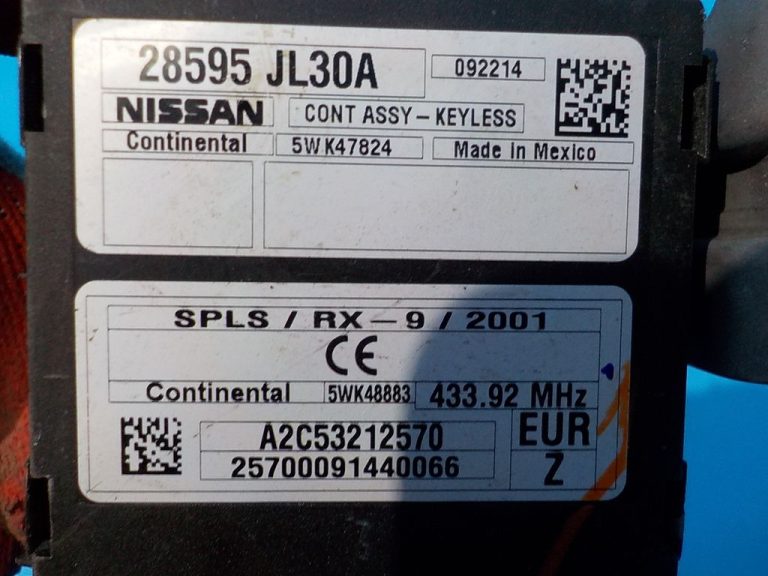 28595 JL30A 092214
NISSAN CONT ASSY – KEYLESS
Continental 5WK47824 Made in Mexico
SPLS / RX – 9 / 2001
CE
Continental 5WK48883 433.92 MHz
A2C53212570 EUR
25700091440066 Z